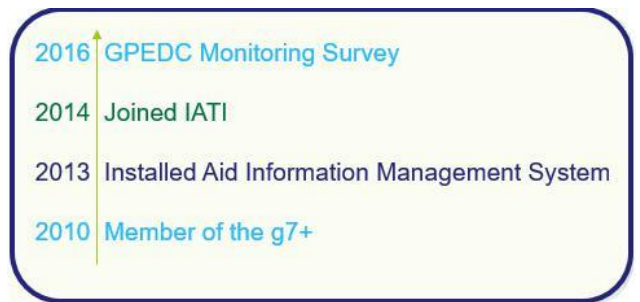 2016 GPEDC Monitoring Survey
2014 Joined IATI
2013 Installed Aid Information Management System
2010 Member of the g7+